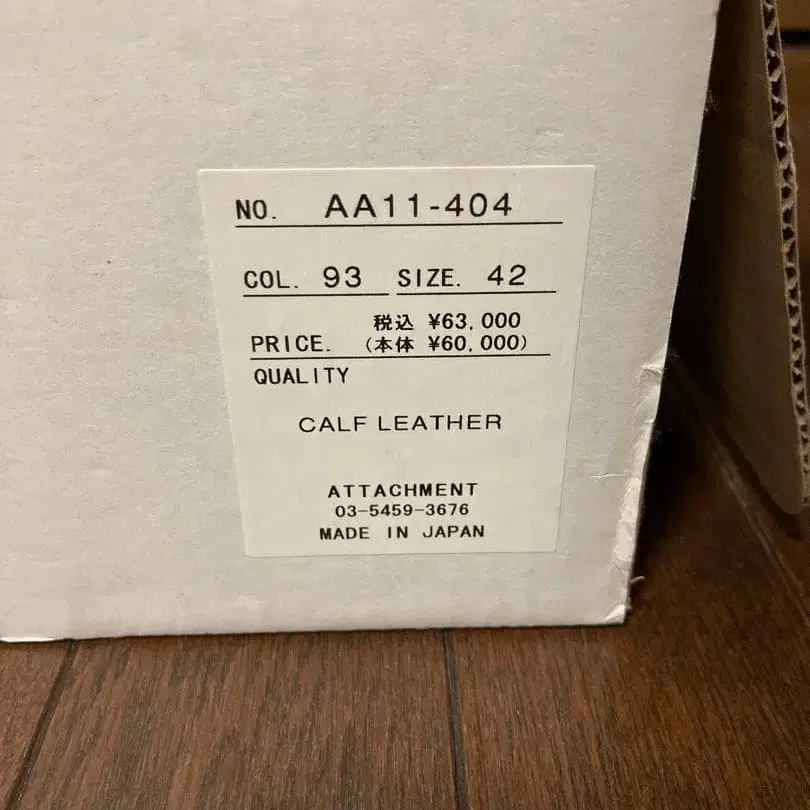 NO. AA11-404
COL. 93 SIZE. 42
税込 ¥63,000
PRICE. (本体 ¥60,000)
QUALITY
CALF LEATHER
ATTACHMENT
03-5459-3676
MADE IN JAPAN